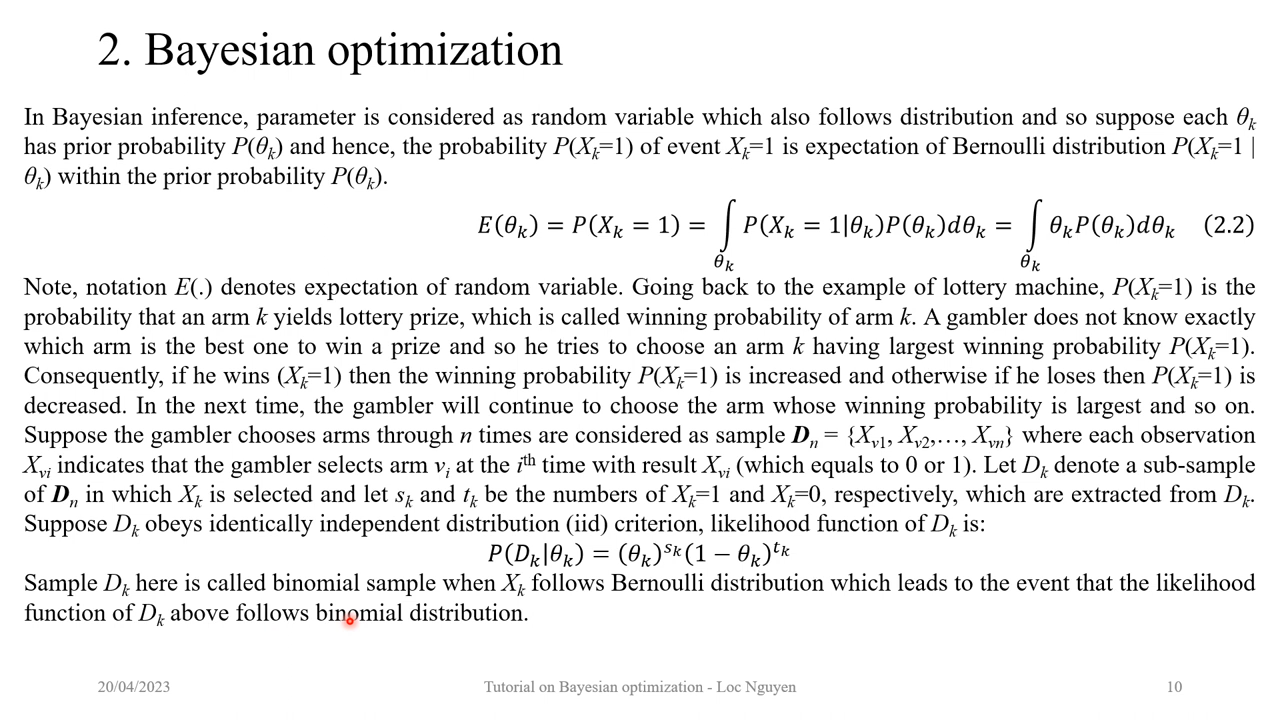 2. Bayesian optimization
In Bayesian inference, parameter is considered as random variable which also follows distribution and so suppose each θk
has prior probability P(θk) and hence, the probability P(Xk=1) of event Xk=1 is expectation of Bernoulli distribution P(Xk=1 |
θk) within the prior probability P(θk).
E(θk) = P(Xk = 1) = ∫θk P(Xk = 1|θk)P(θk)dθk = ∫θk θkP(θk)dθk (2.2)
Note, notation E(.) denotes expectation of random variable. Going back to the example of lottery machine, P(Xk=1) is the
probability that an arm k yields lottery prize, which is called winning probability of arm k. A gambler does not know exactly
which arm is the best one to win a prize and so he tries to choose an arm k having largest winning probability P(Xk=1).
Consequently, if he wins (Xk=1) then the winning probability P(Xk=1) is increased and otherwise if he loses then P(Xk=1) is
decreased. In the next time, the gambler will continue to choose the arm whose winning probability is largest and so on.
Suppose the gambler chooses arms through n times are considered as sample Dn = {Xv1, Xv2,…, Xvn} where each observation
Xvi indicates that the gambler selects arm vi at the ith time with result Xvi (which equals to 0 or 1). Let Dk denote a sub-sample
of Dn in which Xk is selected and let sk and tk be the numbers of Xk=1 and Xk=0, respectively, which are extracted from Dk.
Suppose Dk obeys identically independent distribution (iid) criterion, likelihood function of Dk is:
P(Dk|θk) = (θk)^sk(1 − θk)^tk
Sample Dk here is called binomial sample when Xk follows Bernoulli distribution which leads to the event that the likelihood
function of Dk above follows binomial distribution.
20/04/2023
Tutorial on Bayesian optimization - Loc Nguyen
10